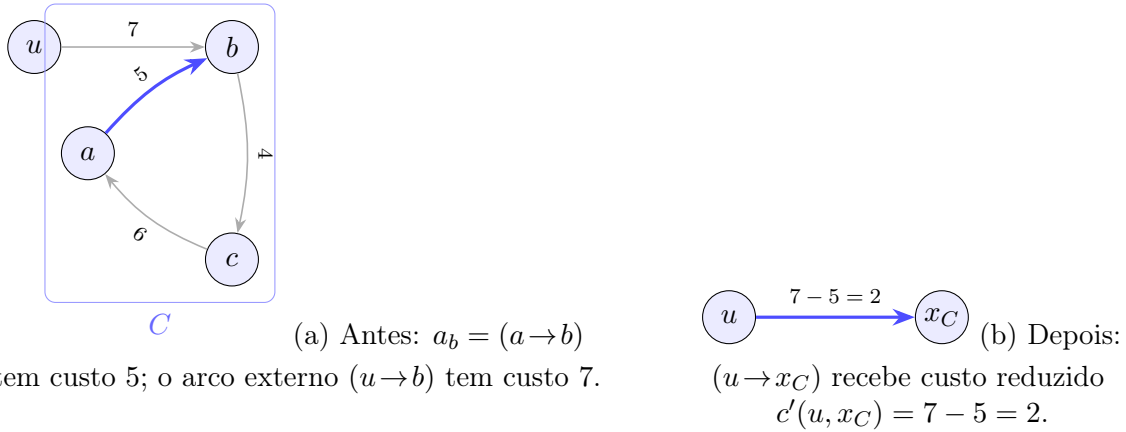 u
7
b
5
a
4
6
c
C
(a) Antes: a_b = (a→b)
tem custo 5; o arco externo (u→b) tem custo 7.
u
7 − 5 = 2
x_C
(b) Depois:
(u→x_C) recebe custo reduzido
c′(u, x_C) = 7 − 5 = 2.